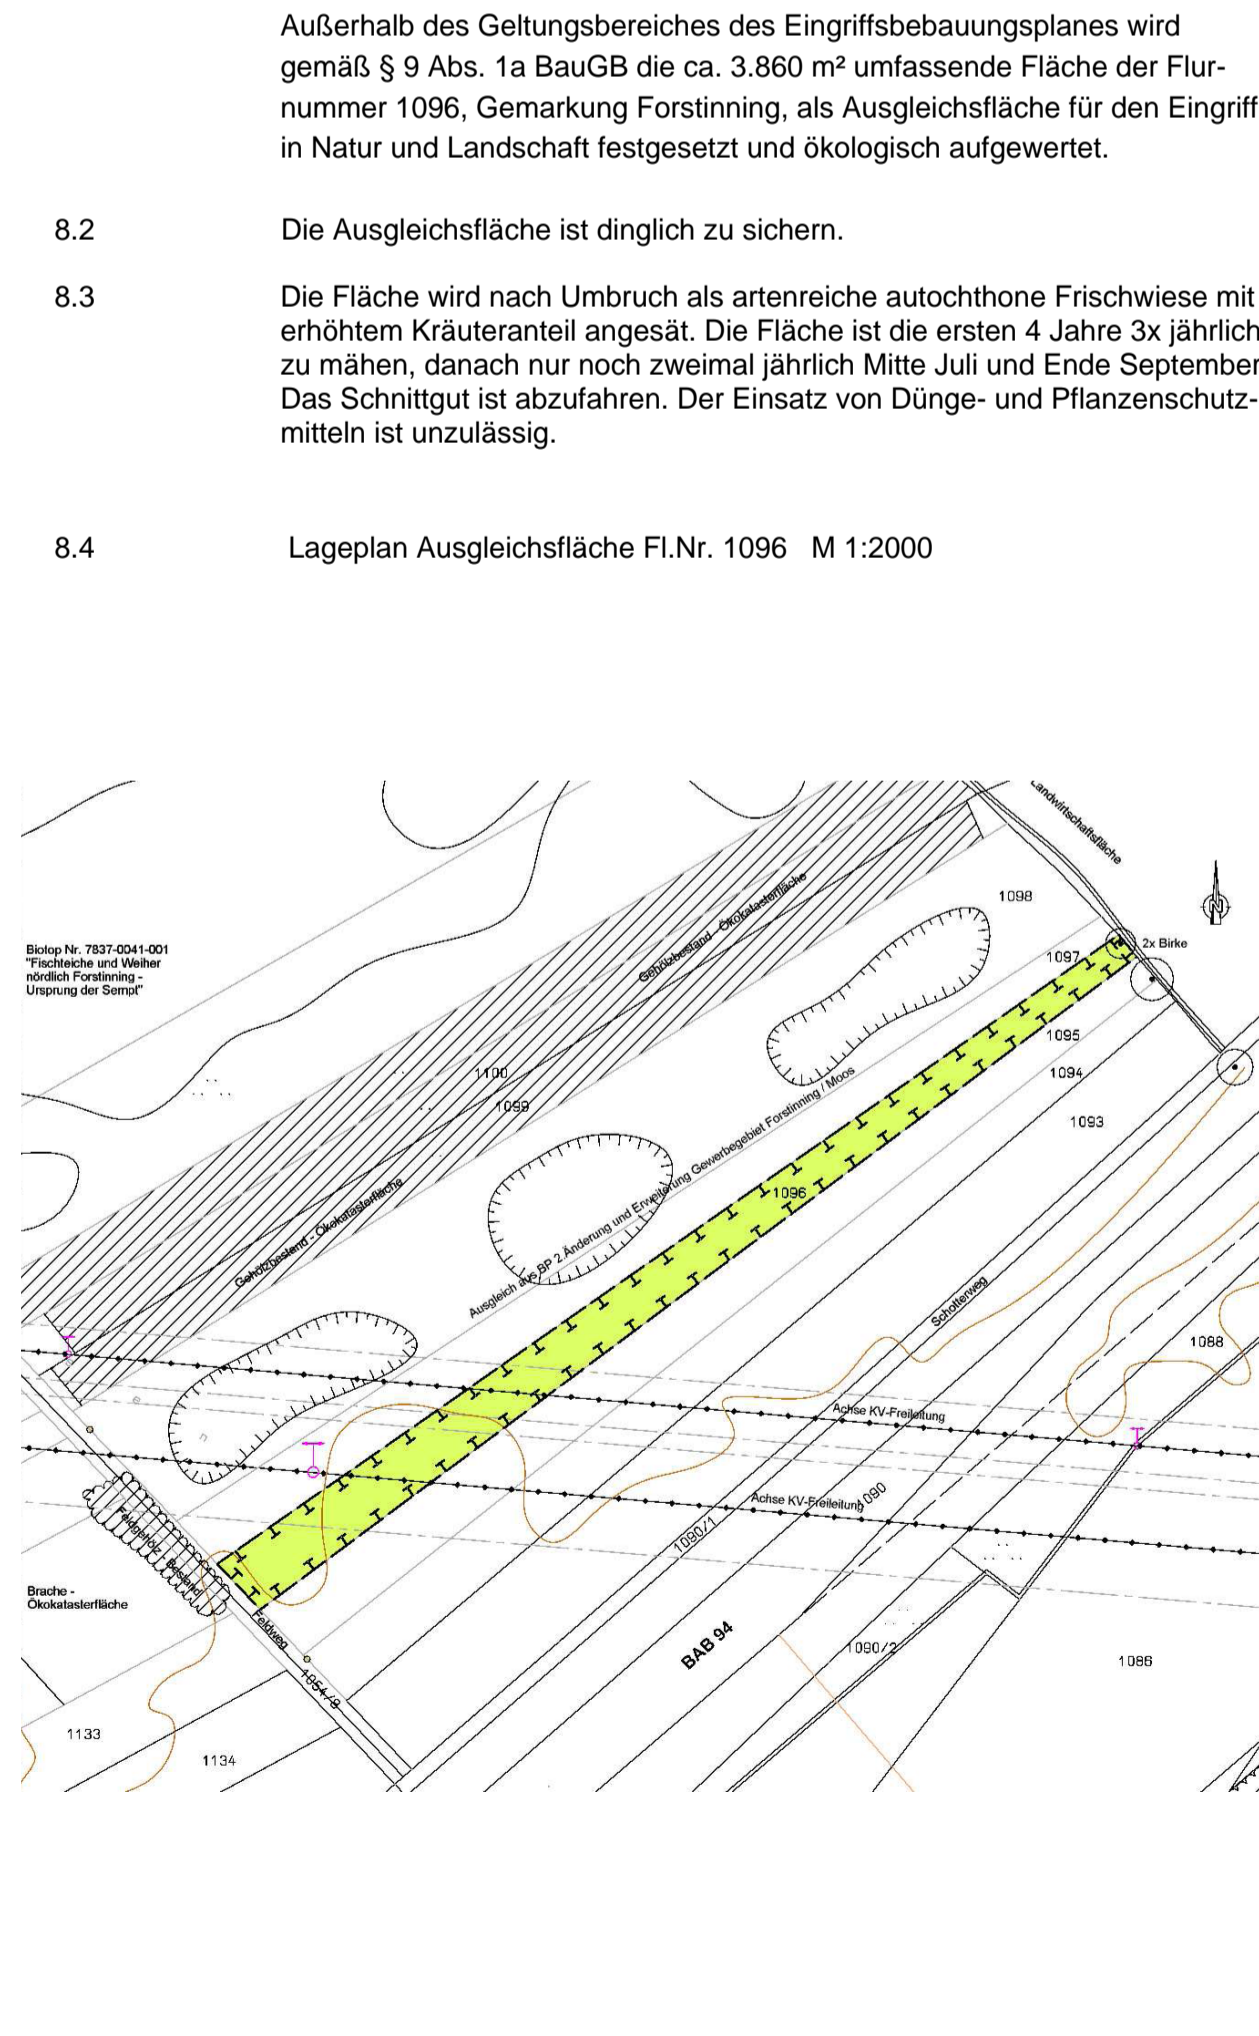 Außerhalb des Geltungsbereiches des Eingriffsbebauungsplanes wird
gemäß § 9 Abs. 1a BauGB die ca. 3.860 m² umfassende Fläche der Flur-
nummer 1096, Gemarkung Forstinning, als Ausgleichsfläche für den Eingriff
in Natur und Landschaft festgesetzt und ökologisch aufgewertet.
8.2 Die Ausgleichsfläche ist dinglich zu sichern.
8.3 Die Fläche wird nach Umbruch als artenreiche autochthone Frischwiese mit
erhöhtem Kräuteranteil angesät. Die Fläche ist die ersten 4 Jahre 3x jährlich
zu mähen, danach nur noch zweimal jährlich Mitte Juli und Ende September
Das Schnittgut ist abzufahren. Der Einsatz von Dünge- und Pflanzenschutz-
mitteln ist unzulässig.
8.4 Lageplan Ausgleichsfläche Fl.Nr. 1096 M 1:2000
Landwirtschaftsfläche
Gehölzbestand - Ökokatasterfläche
1098
N
Biotop Nr. 7837-0041-001
"Fischteiche und Weiher
nördlich Forstinning -
Ursprung der Sempt"
2x Birke
1097
1095
1094
1100
1099
1093
Ausgleich aus BP 2.Änderung und Erweiterung Gewerbegebiet Forstinning / Moos
1096
Gehölzbestand - Ökokatasterfläche
Schotterweg
1088
Achse KV-Freileitung
Achse KV-Freileitung
1090
1090/1
Feldgehölz - Bestand
Brache -
Ökokatasterfläche
Feldweg
BAB 94
1090/2
1086
1054/8
1133
1134